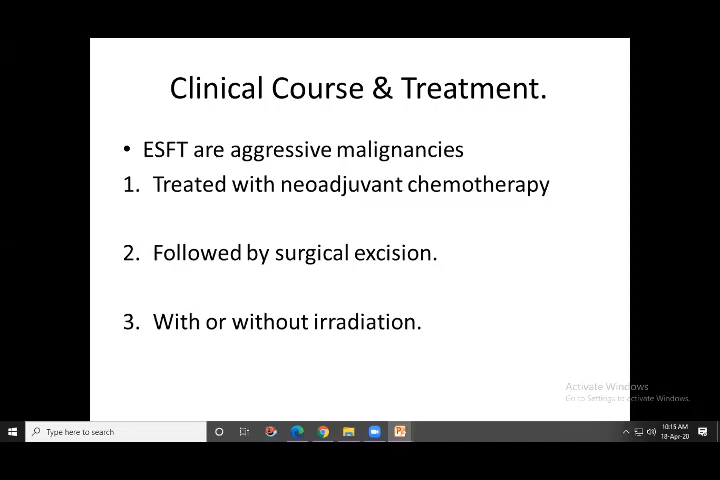 Clinical Course & Treatment.
• ESFT are aggressive malignancies
1. Treated with neoadjuvant chemotherapy
2. Followed by surgical excision.
3. With or without irradiation.
Activate Windows
Go to Settings to activate Windows.
Type here to search
10:15 AM
18-Apr-20